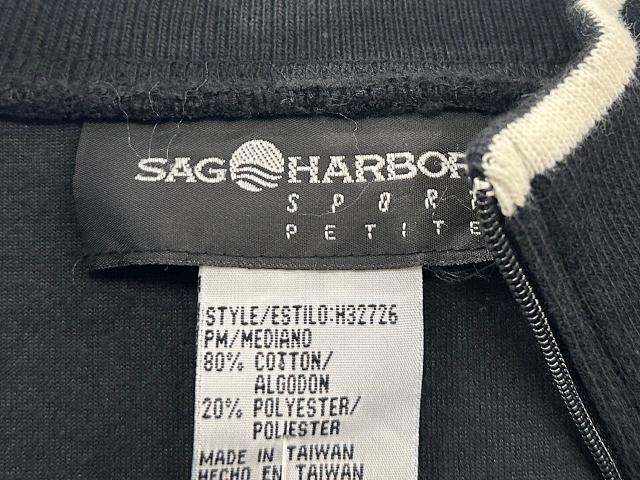 SAG HARBOR
SPORT
PETITE
STYLE/ESTILO:H32726
PM/MEDIANO
80% COTTON/
ALGODON
20% POLYESTER/
POLIESTER
MADE IN TAIWAN
HECHO EN TAIWAN